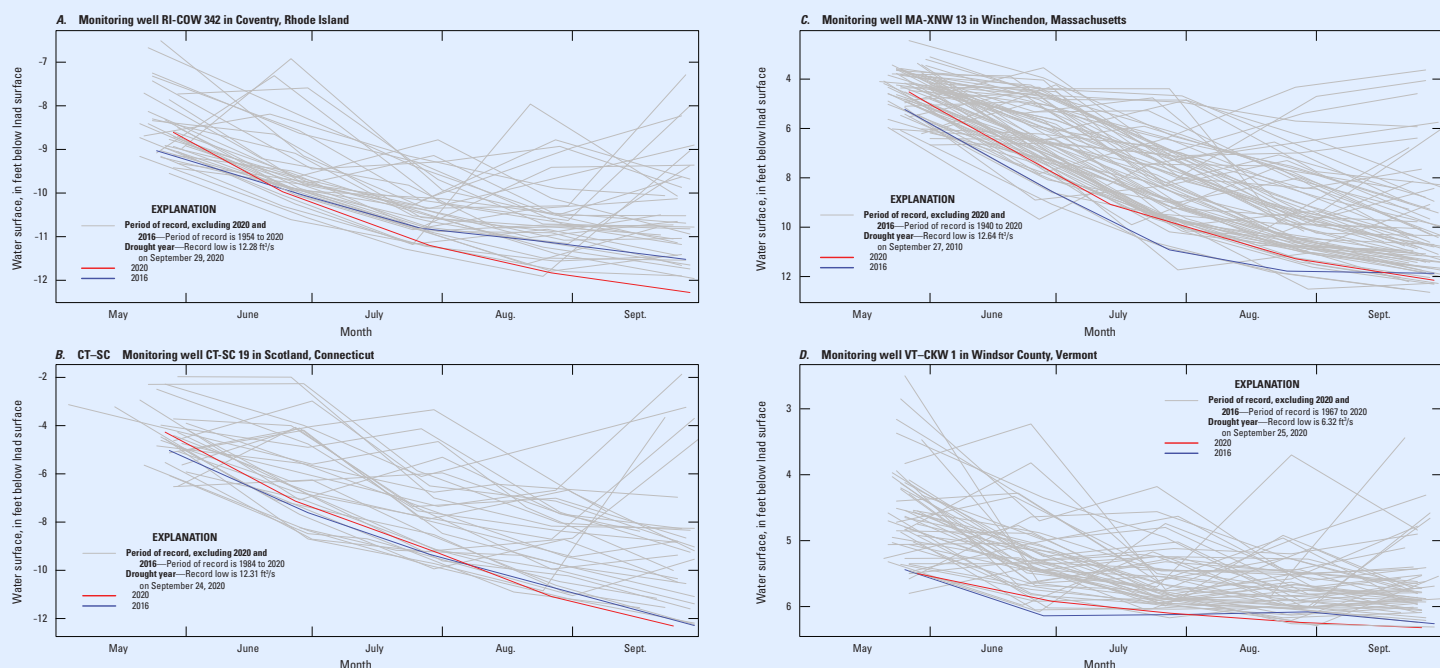 A. Monitoring well RI-COW 342 in Coventry, Rhode Island
Water surface, in feet below lnad surface
-7
-8
-9
-10
-11
-12
EXPLANATION
Period of record, excluding 2020 and
2016—Period of record is 1954 to 2020
Drought year—Record low is 12.28 ft³/s
on September 29, 2020
2020
2016
May
June
July
Aug.
Sept.
Month
B. CT–SC Monitoring well CT-SC 19 in Scotland, Connecticut
Water surface, in feet below lnad surface
-2
-4
-6
-8
-10
-12
EXPLANATION
Period of record, excluding 2020 and
2016—Period of record is 1984 to 2020
Drought year—Record low is 12.31 ft³/s
on September 24, 2020
2020
2016
May
June
July
Aug.
Sept.
Month
C. Monitoring well MA-XNW 13 in Winchendon, Massachusetts
Water surface, in feet below lnad surface
4
6
8
10
12
EXPLANATION
Period of record, excluding 2020 and
2016—Period of record is 1940 to 2020
Drought year—Record low is 12.64 ft³/s
on September 27, 2010
2020
2016
May
June
July
Aug.
Sept.
Month
D. Monitoring well VT–CKW 1 in Windsor County, Vermont
Water surface, in feet below lnad surface
3
4
5
6
EXPLANATION
Period of record, excluding 2020 and
2016—Period of record is 1967 to 2020
Drought year—Record low is 6.32 ft³/s
on September 25, 2020
2020
2016
May
June
July
Aug.
Sept.
Month